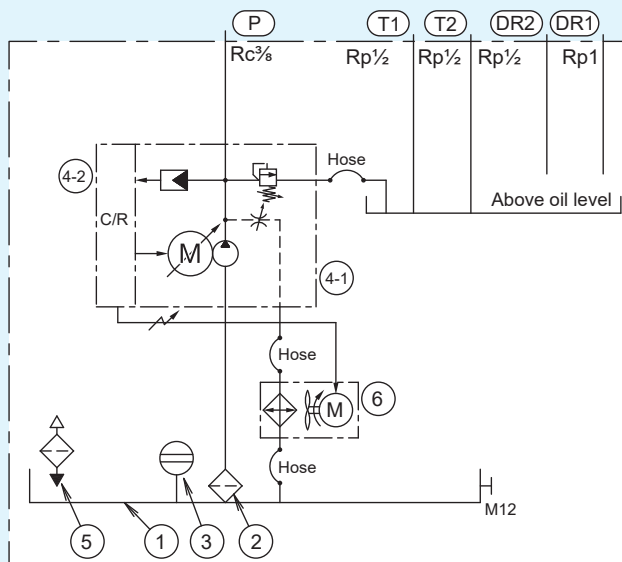 P T1 T2 DR2 DR1
Rc⅜ Rp½ Rp½ Rp½ Rp1
Hose
4-2
Above oil level
C/R
M
4-1
Hose
M
6
Hose
M12
5 1 3 2